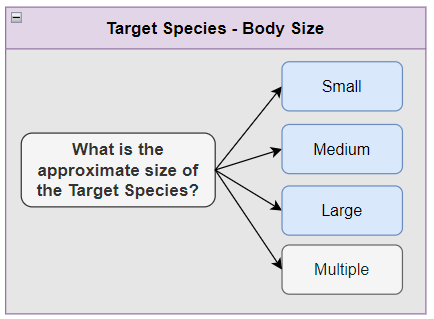 Target Species - Body Size
Small
What is the
approximate size of
the Target Species?
Medium
Large
Multiple